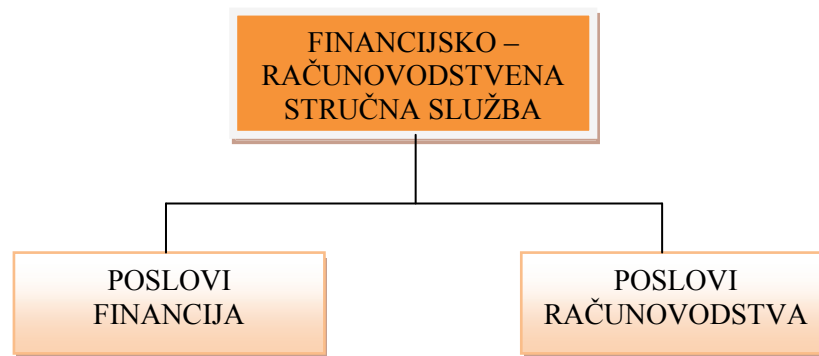 FINANCIJSKO –
RAČUNOVODSTVENA
STRUČNA SLUŽBA
POSLOVI
FINANCIJA
POSLOVI
RAČUNOVODSTVA